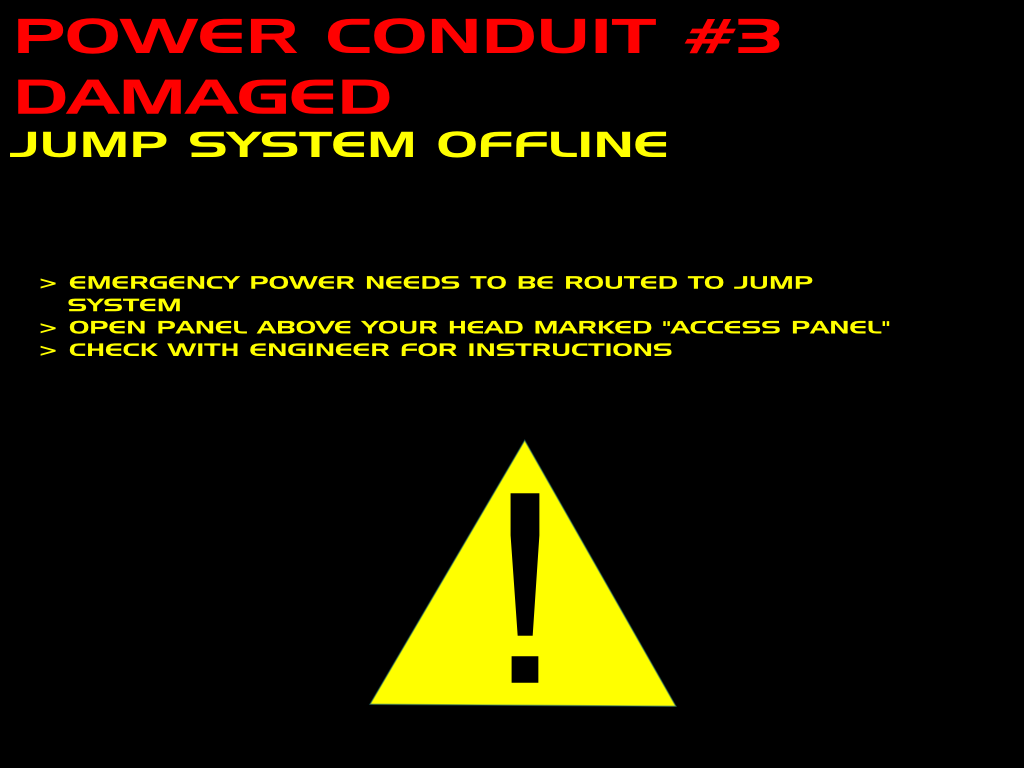 POWER CONDUIT #3
DAMAGED
JUMP SYSTEM OFFLINE
> EMERGENCY POWER NEEDS TO BE ROUTED TO JUMP
SYSTEM
> OPEN PANEL ABOVE YOUR HEAD MARKED "ACCESS PANEL"
> CHECK WITH ENGINEER FOR INSTRUCTIONS
!